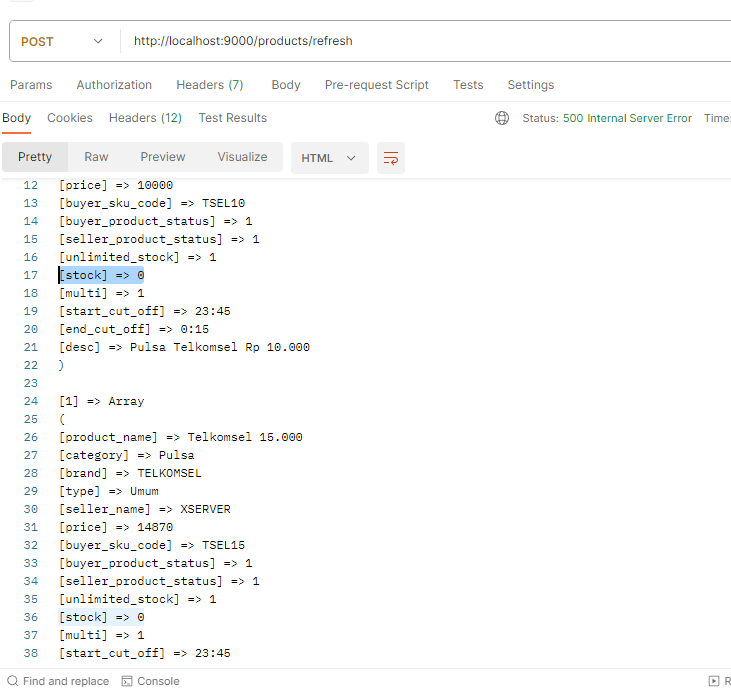 POST http://localhost:9000/products/refresh
Params Authorization Headers (7) Body Pre-request Script Tests Settings
Body Cookies Headers (12) Test Results Status: 500 Internal Server Error Time:
Pretty Raw Preview Visualize HTML
12 [price] => 10000
13 [buyer_sku_code] => TSEL10
14 [buyer_product_status] => 1
15 [seller_product_status] => 1
16 [unlimited_stock] => 1
17 [stock] => 0
18 [multi] => 1
19 [start_cut_off] => 23:45
20 [end_cut_off] => 0:15
21 [desc] => Pulsa Telkomsel Rp 10.000
22 )
23
24 [1] => Array
25 (
26 [product_name] => Telkomsel 15.000
27 [category] => Pulsa
28 [brand] => TELKOMSEL
29 [type] => Umum
30 [seller_name] => XSERVER
31 [price] => 14870
32 [buyer_sku_code] => TSEL15
33 [buyer_product_status] => 1
34 [seller_product_status] => 1
35 [unlimited_stock] => 1
36 [stock] => 0
37 [multi] => 1
38 [start_cut_off] => 23:45
Find and replace Console R